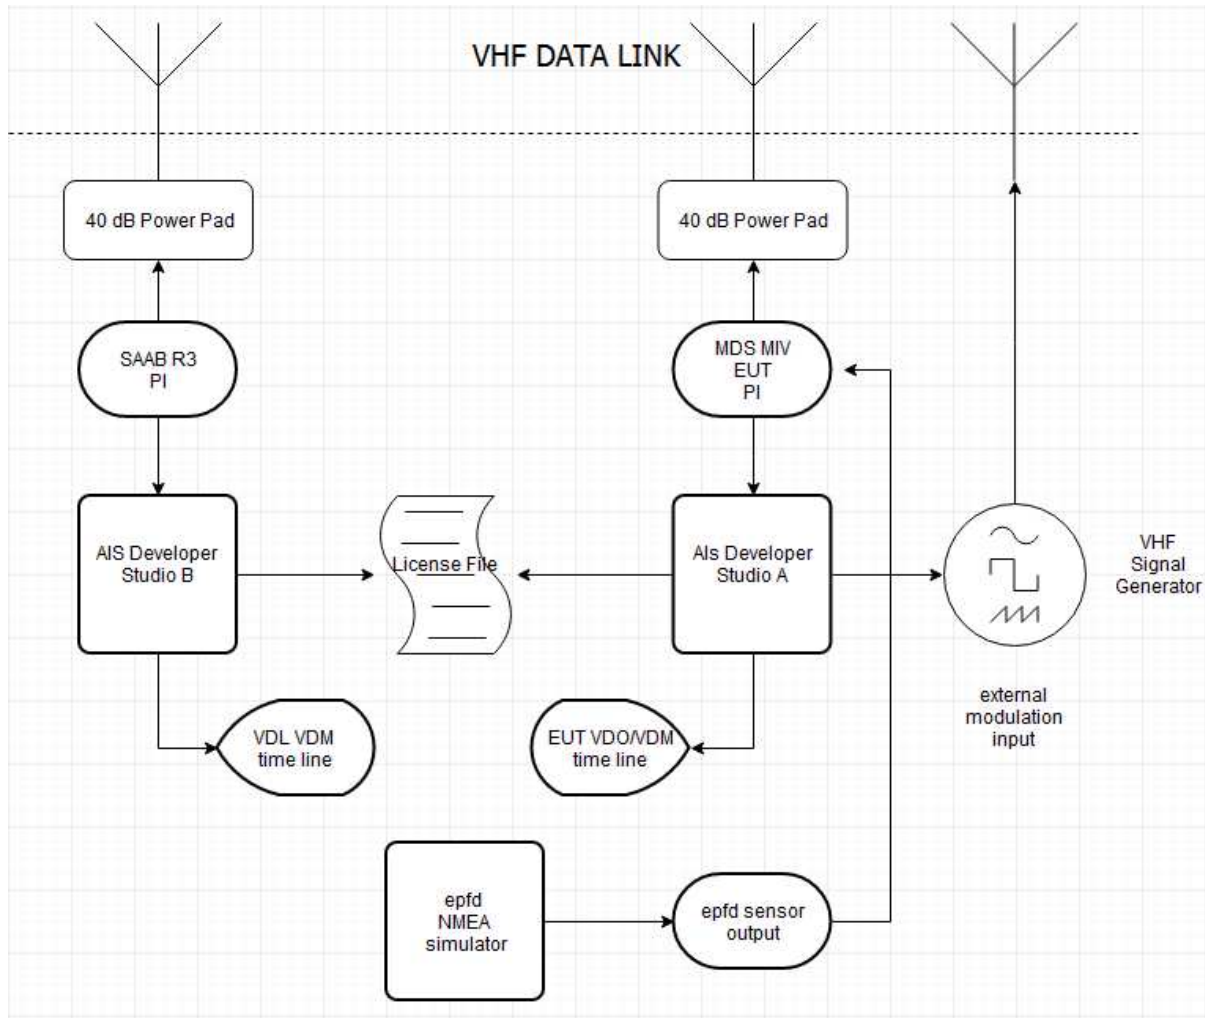 VHF DATA LINK
40 dB Power Pad
40 dB Power Pad
SAAB R3
PI
MDS MIV
EUT
PI
AIS Developer
Studio B
License File
AIs Developer
Studio A
VHF
Signal
Generator
external
modulation
input
VDL VDM
time line
EUT VDO/VDM
time line
epfd
NMEA
simulator
epfd sensor
output